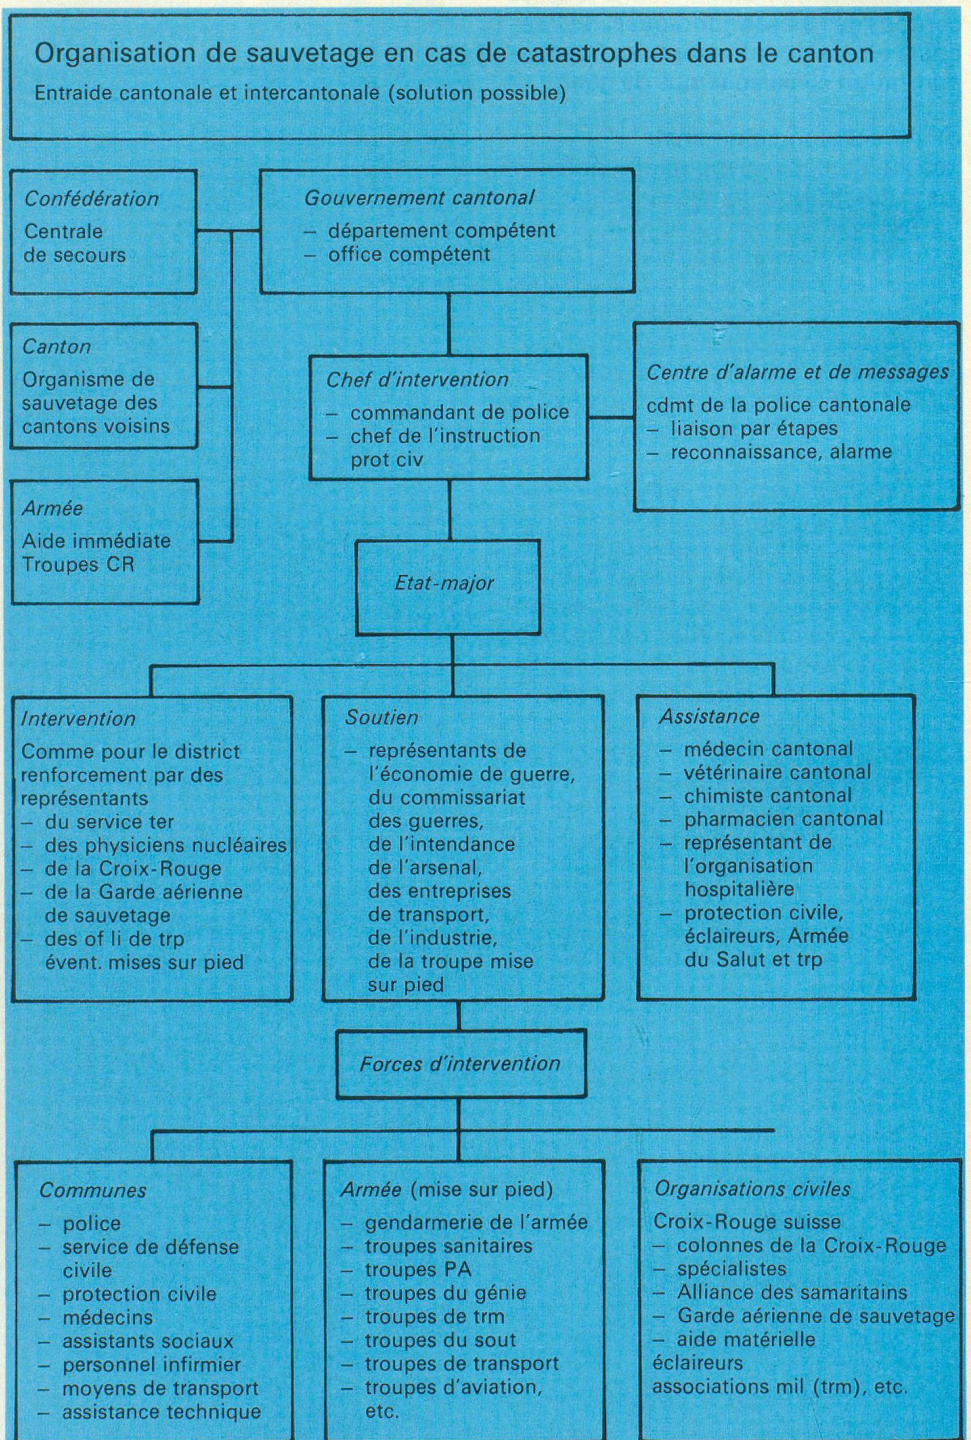 Organisation de sauvetage en cas de catastrophes dans le canton
Entraide cantonale et intercantonale (solution possible)
Confédération
Centrale
de secours
Gouvernement cantonal
– département compétent
– office compétent
Canton
Organisme de
sauvetage des
cantons voisins
Chef d'intervention
– commandant de police
– chef de l'instruction
prot civ
Centre d'alarme et de messages
cdmt de la police cantonale
– liaison par étapes
– reconnaissance, alarme
Armée
Aide immédiate
Troupes CR
Etat-major
Intervention
Comme pour le district
renforcement par des
représentants
– du service ter
– des physiciens nucléaires
– de la Croix-Rouge
– de la Garde aérienne
de sauvetage
– des of li de trp
évent. mises sur pied
Soutien
– représentants de
l'économie de guerre,
du commissariat
des guerres,
de l'intendance
de l'arsenal,
des entreprises
de transport,
de l'industrie,
de la troupe mise
sur pied
Assistance
– médecin cantonal
– vétérinaire cantonal
– chimiste cantonal
– pharmacien cantonal
– représentant de
l'organisation
hospitalière
– protection civile,
éclaireurs, Armée
du Salut et trp
Forces d'intervention
Communes
– police
– service de défense
civile
– protection civile
– médecins
– assistants sociaux
– personnel infirmier
– moyens de transport
– assistance technique
Armée (mise sur pied)
– gendarmerie de l'armée
– troupes sanitaires
– troupes PA
– troupes du génie
– troupes de trm
– troupes du sout
– troupes de transport
– troupes d'aviation,
etc.
Organisations civiles
Croix-Rouge suisse
– colonnes de la Croix-Rouge
– spécialistes
– Alliance des samaritains
– Garde aérienne de sauvetage
– aide matérielle
éclaireurs
associations mil (trm), etc.